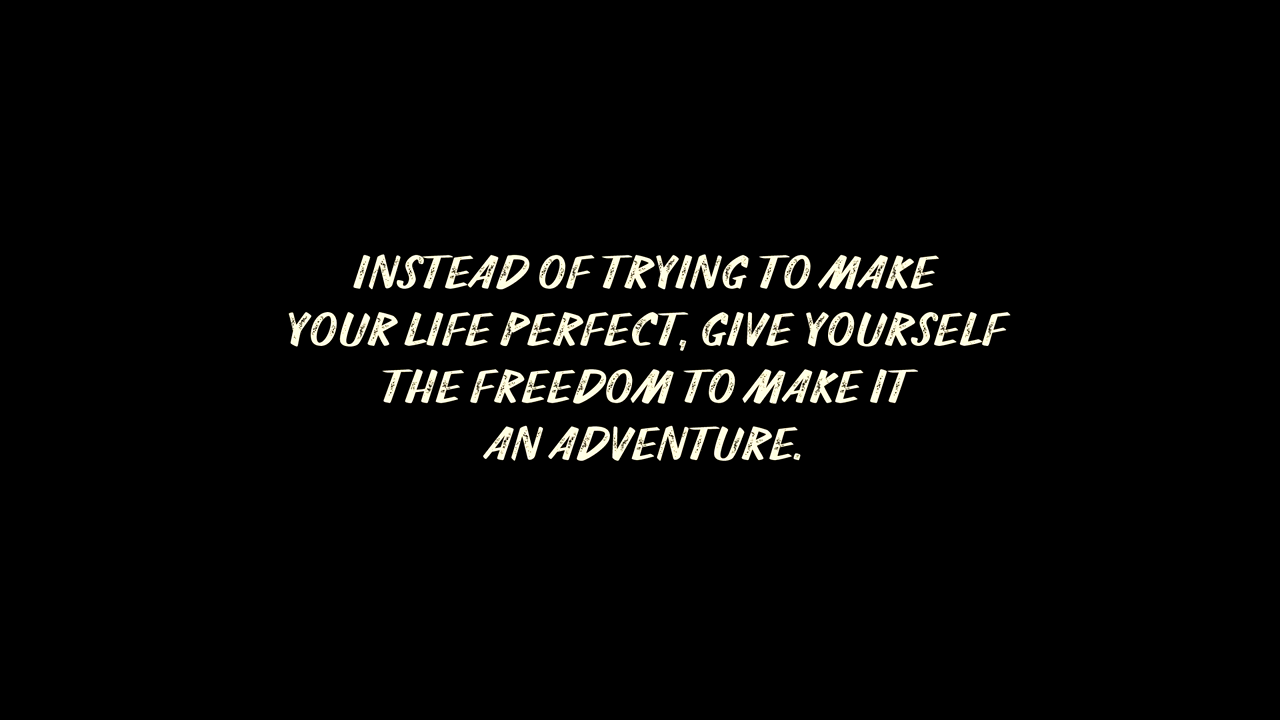 INSTEAD OF TRYING TO MAKE
YOUR LIFE PERFECT, GIVE YOURSELF
THE FREEDOM TO MAKE IT
AN ADVENTURE.